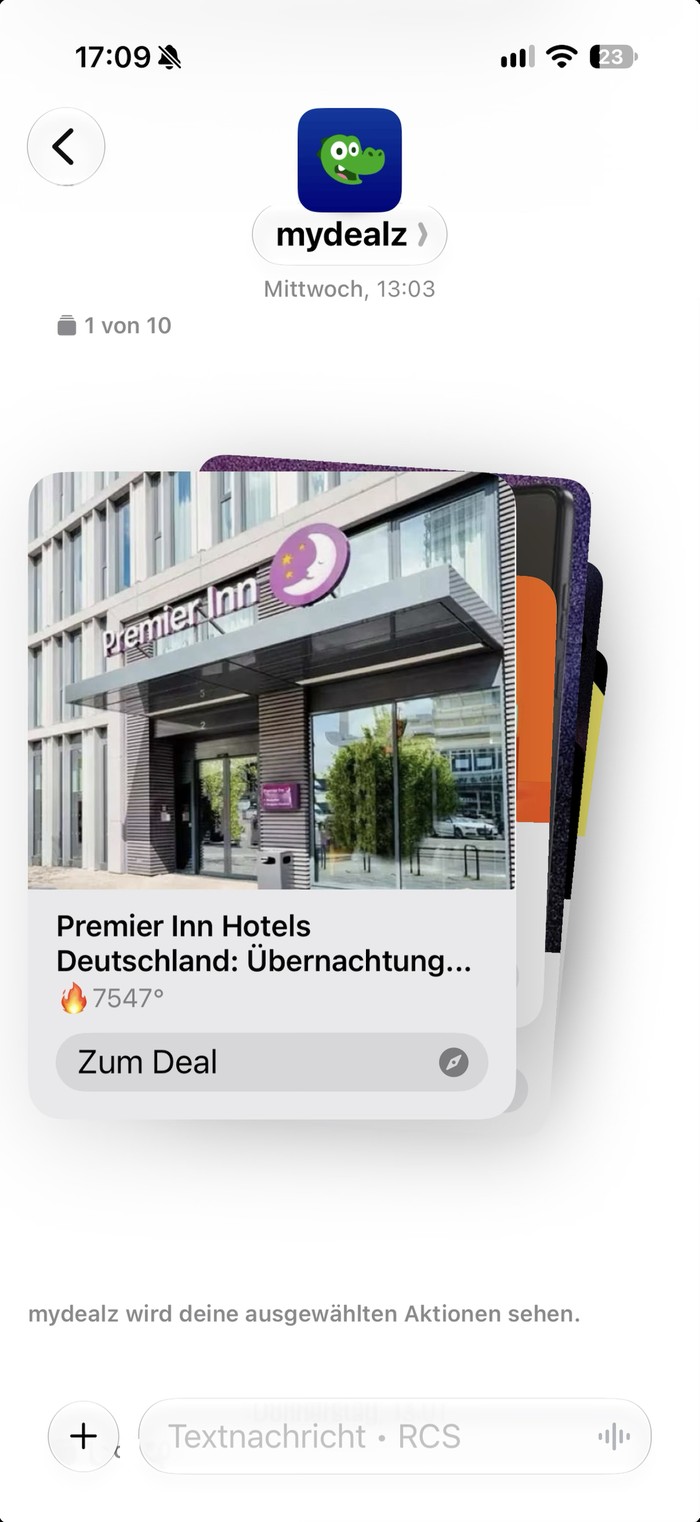 17:09
23
mydealz
Mittwoch, 13:03
1 von 10
Premier Inn
Premier Inn Hotels
Deutschland: Übernachtung...
🔥 7547°
Zum Deal
mydealz wird deine ausgewählten Aktionen sehen.
Textnachricht • RCS